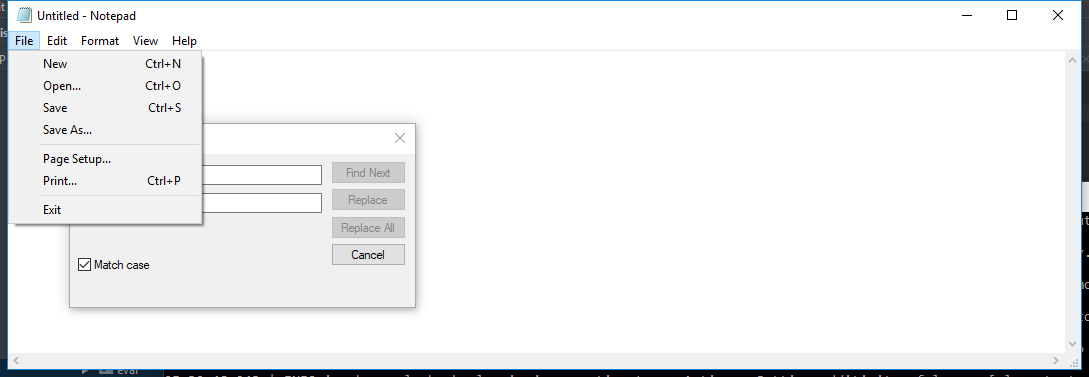 Untitled - Notepad
File Edit Format View Help
New Ctrl+N
Open... Ctrl+O
Save Ctrl+S
Save As...
Page Setup...
Print... Ctrl+P
Exit
Find Next
Replace
Replace All
Cancel
Match case
eval